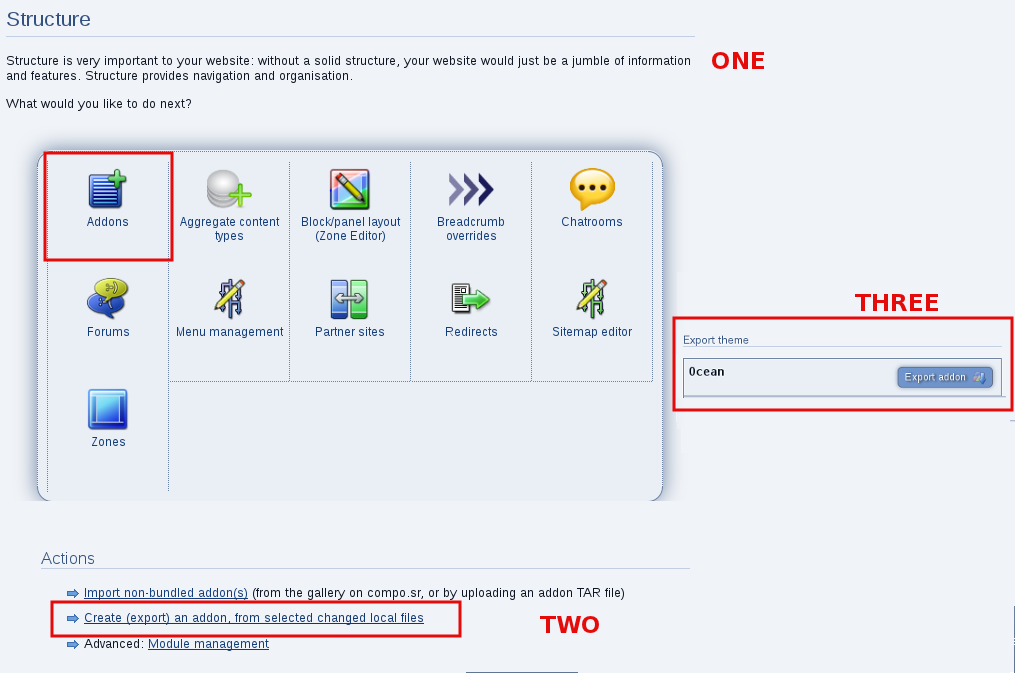 Structure
ONE
Structure is very important to your website: without a solid structure, your website would just be a jumble of information
and features. Structure provides navigation and organisation.
What would you like to do next?
Addons
Aggregate content
types
Block/panel layout
(Zone Editor)
Breadcrumb
overrides
Chatrooms
Forums
Menu management
Partner sites
Redirects
Sitemap editor
Zones
THREE
Export theme
Ocean
Export addon
Actions
Import non-bundled addon(s) (from the gallery on compo.sr, or by uploading an addon TAR file)
Create (export) an addon, from selected changed local files
TWO
Advanced: Module management